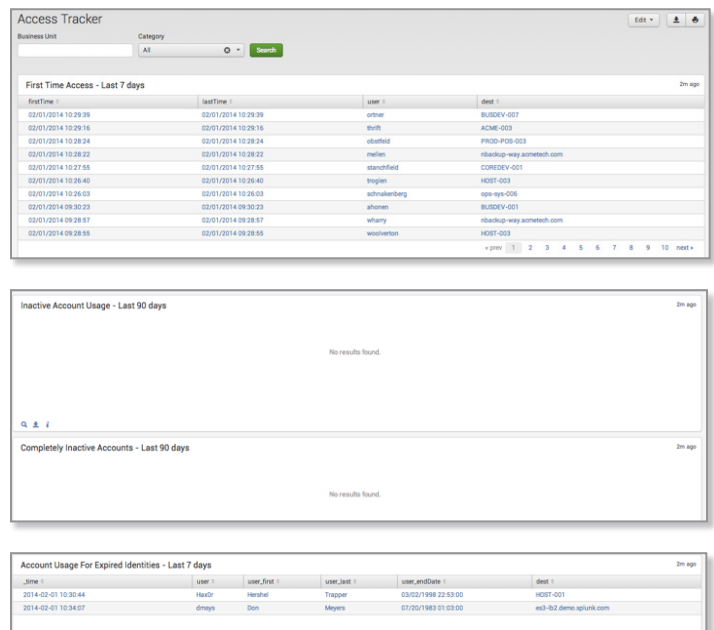 Access Tracker
Edit
Business Unit Category
All Search
First Time Access - Last 7 days 2m ago
firstTime lastTime user dest
02/01/2014 10:29:39 02/01/2014 10:29:39 ortner BUSDEV-007
02/01/2014 10:29:16 02/01/2014 10:29:16 thrift ACME-003
02/01/2014 10:28:24 02/01/2014 10:28:24 obstfeld PROD-POS-003
02/01/2014 10:28:22 02/01/2014 10:28:22 mellen nbackup-way.acmetech.com
02/01/2014 10:27:55 02/01/2014 10:27:55 stanchfield COREDEV-001
02/01/2014 10:26:40 02/01/2014 10:26:40 troglen HOST-003
02/01/2014 10:26:03 02/01/2014 10:26:03 schnakenberg ops-sys-006
02/01/2014 09:30:23 02/01/2014 09:30:23 ahonen BUSDEV-001
02/01/2014 09:28:57 02/01/2014 09:28:57 wharry nbackup-way.acmetech.com
02/01/2014 09:28:55 02/01/2014 09:28:55 woolverton HOST-003
« prev 1 2 3 4 5 6 7 8 9 10 next »
Inactive Account Usage - Last 90 days 2m ago
No results found.
Completely Inactive Accounts - Last 90 days 2m ago
No results found.
Account Usage For Expired Identities - Last 7 days 2m ago
_time user user_first user_last user_endDate dest
2014-02-01 10:30:44 Hax0r Hershel Trapper 03/02/1998 22:53:00 HOST-001
2014-02-01 10:34:07 dmsys Don Meyers 07/20/1983 01:03:00 es3-lb2.demo.splunk.com